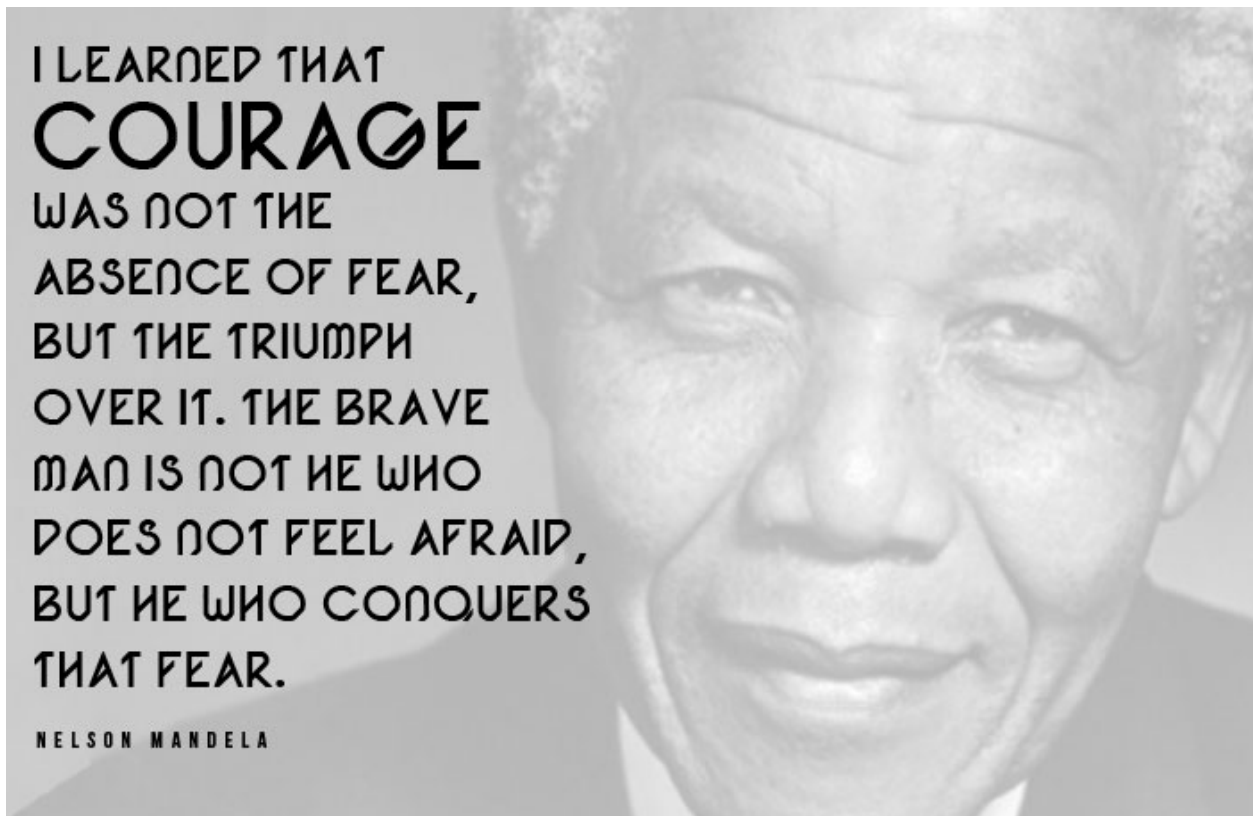 I LEARNED THAT
COURAGE
WAS NOT THE
ABSENCE OF FEAR,
BUT THE TRIUMPH
OVER IT. THE BRAVE
MAN IS NOT HE WHO
DOES NOT FEEL AFRAID,
BUT HE WHO CONQUERS
THAT FEAR.
NELSON MANDELA